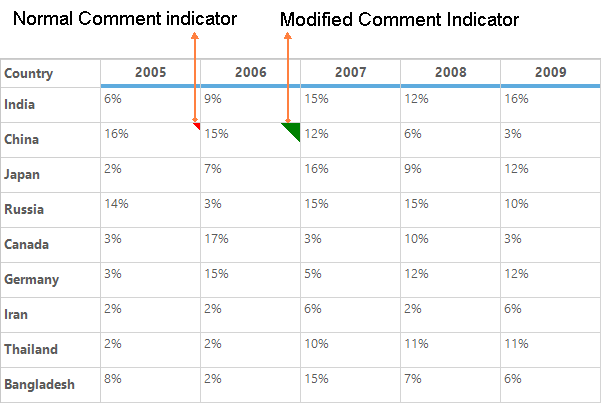 Normal Comment indicator Modified Comment Indicator
Country 2005 2006 2007 2008 2009
India 6% 9% 15% 12% 16%
China 16% 15% 12% 6% 3%
Japan 2% 7% 16% 9% 12%
Russia 14% 3% 15% 15% 10%
Canada 3% 17% 3% 10% 3%
Germany 3% 15% 5% 12% 12%
Iran 2% 2% 6% 2% 6%
Thailand 2% 2% 10% 11% 11%
Bangladesh 8% 2% 15% 7% 6%